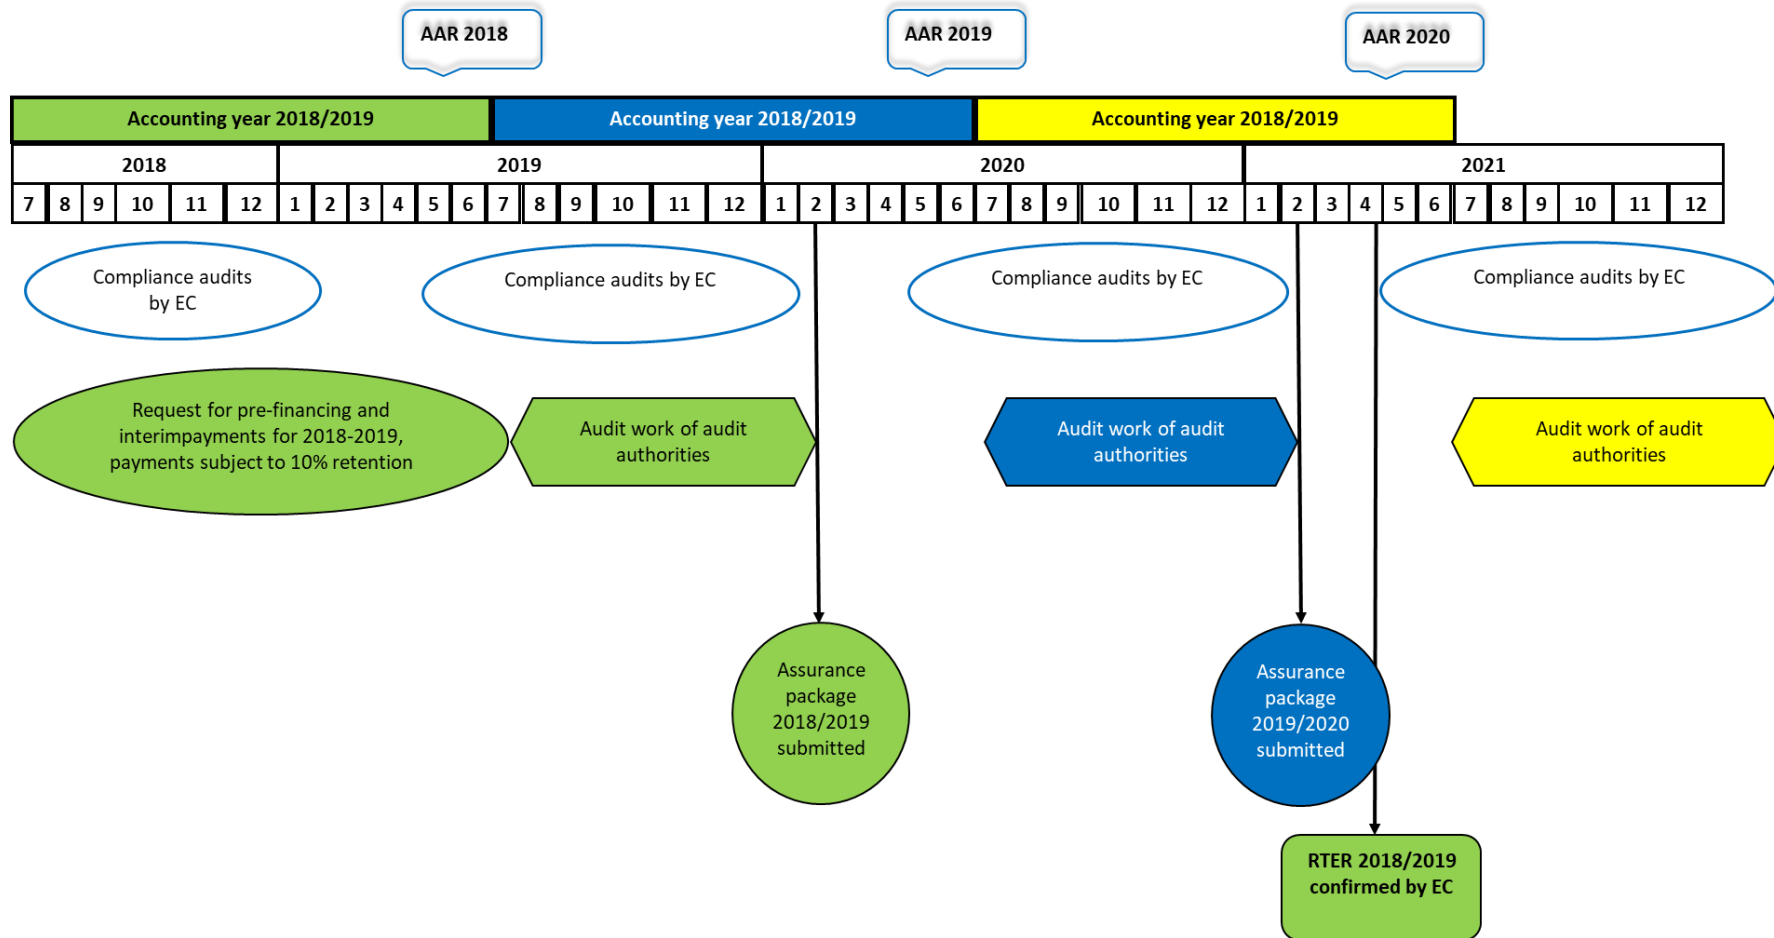 AAR 2018
AAR 2019
AAR 2020
Accounting year 2018/2019
Accounting year 2018/2019
Accounting year 2018/2019
2018
2019
2020
2021
7 8 9 10 11 12 1 2 3 4 5 6 7 8 9 10 11 12 1 2 3 4 5 6 7 8 9 10 11 12 1 2 3 4 5 6 7 8 9 10 11 12
Compliance audits
by EC
Compliance audits by EC
Compliance audits by EC
Compliance audits by EC
Request for pre-financing and
interimpayments for 2018-2019,
payments subject to 10% retention
Audit work of audit
authorities
Audit work of audit
authorities
Audit work of audit
authorities
Assurance
package
2018/2019
submitted
Assurance
package
2019/2020
submitted
RTER 2018/2019
confirmed by EC